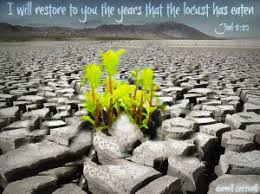 I will restore to you the years that the locust has eaten
Joel 2:25